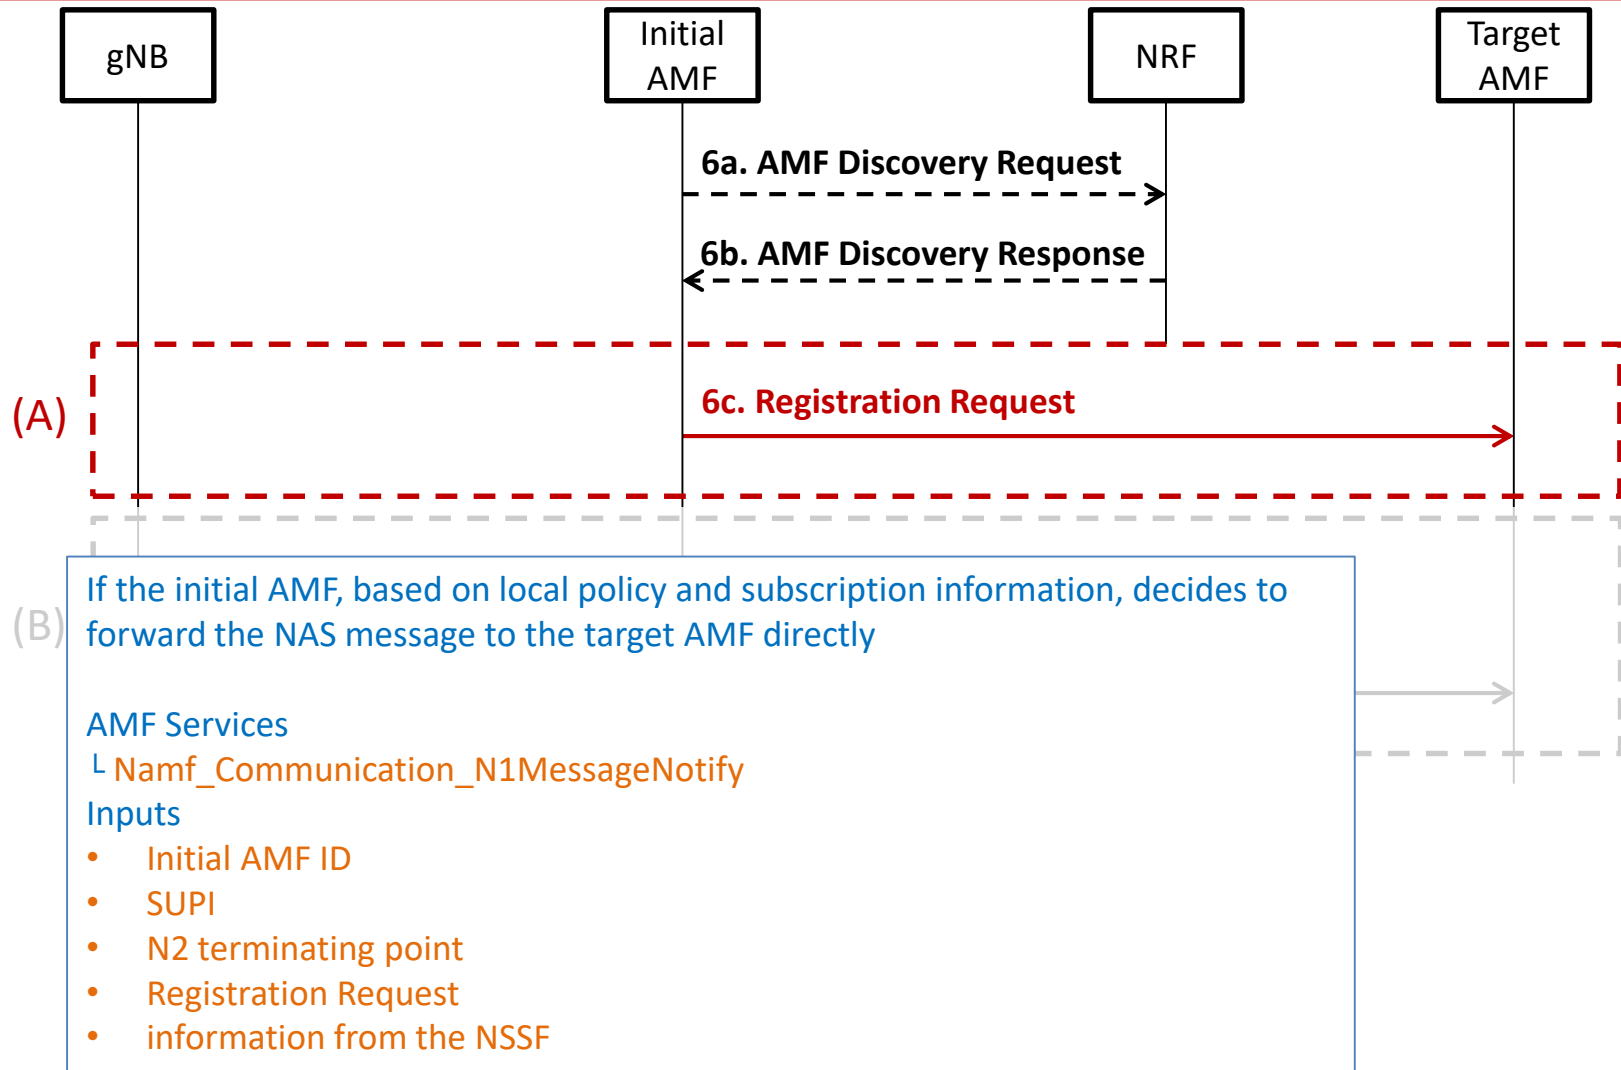 gNB
Initial
AMF
NRF
Target
AMF
6a. AMF Discovery Request
6b. AMF Discovery Response
(A)
6c. Registration Request
(B)
If the initial AMF, based on local policy and subscription information, decides to
forward the NAS message to the target AMF directly
AMF Services
└ Namf_Communication_N1MessageNotify
Inputs
• Initial AMF ID
• SUPI
• N2 terminating point
• Registration Request
• information from the NSSF